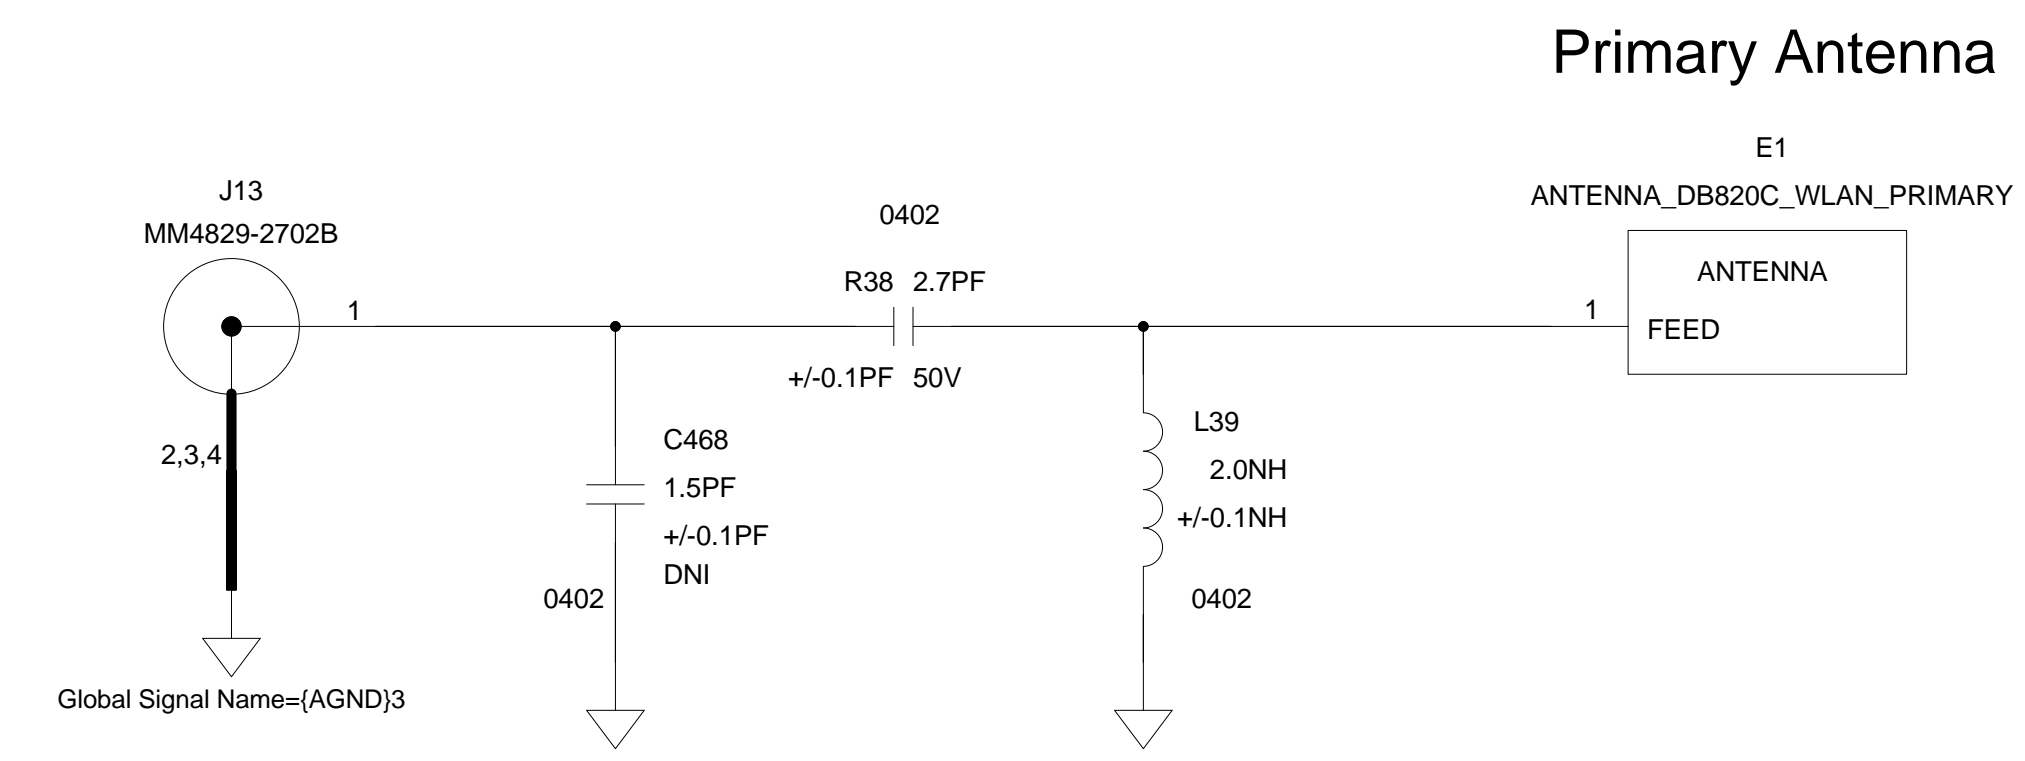 Primary Antenna
E1
ANTENNA_DB820C_WLAN_PRIMARY
J13
MM4829-2702B
0402
R38 2.7PF
ANTENNA
1
1
FEED
+/-0.1PF 50V
2,3,4
C468
1.5PF
+/-0.1PF
DNI
0402
L39
2.0NH
+/-0.1NH
0402
Global Signal Name={AGND}3